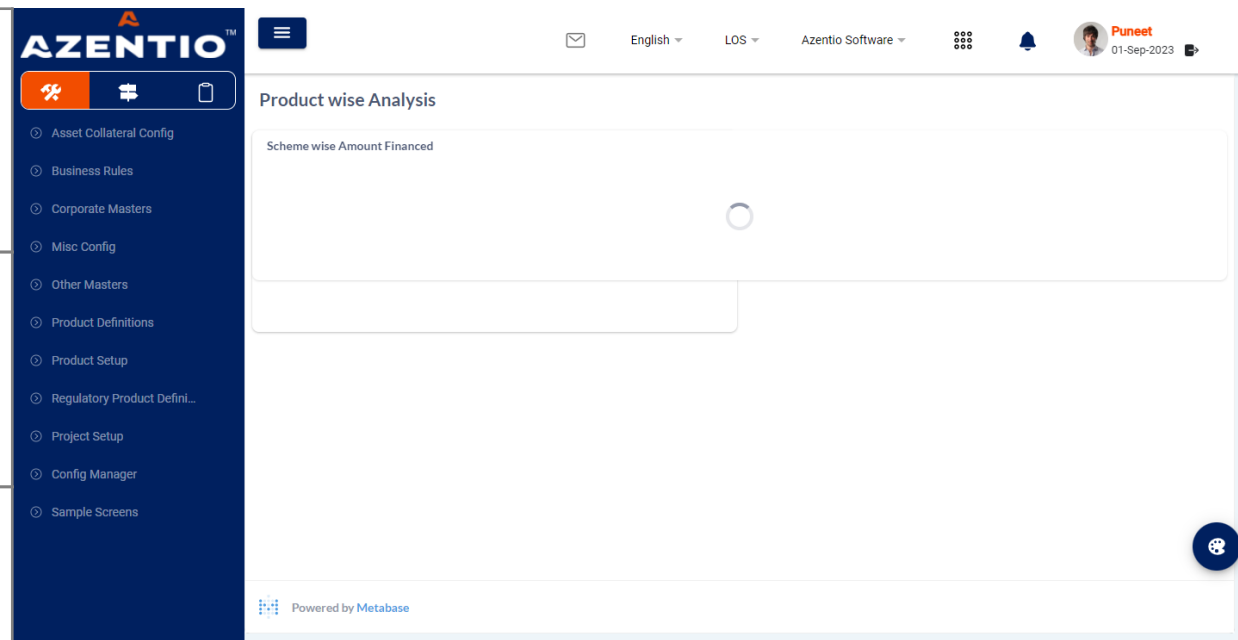 AZENTIO™
English
LOS
Azentio Software
Puneet
01-Sep-2023
Asset Collateral Config
Business Rules
Corporate Masters
Misc Config
Other Masters
Product Definitions
Product Setup
Regulatory Product Defini...
Project Setup
Config Manager
Sample Screens
Product wise Analysis
Scheme wise Amount Financed
Powered by Metabase